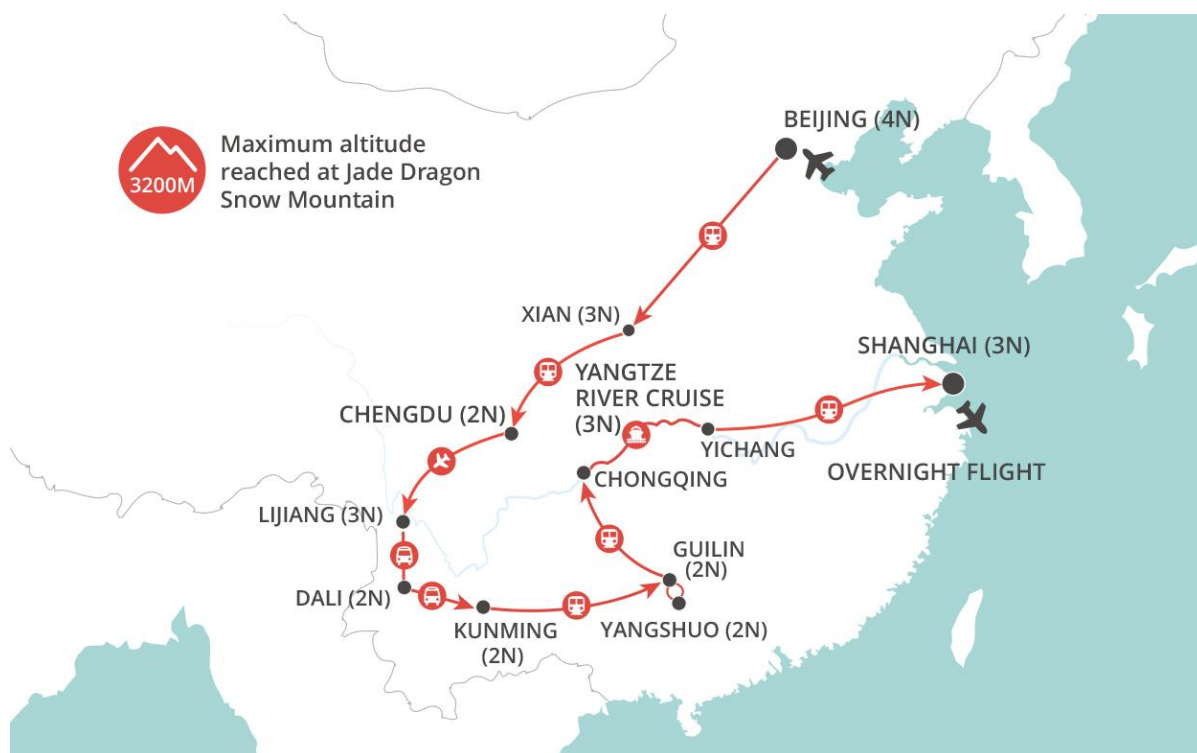 BEIJING (4N)
Maximum altitude
reached at Jade Dragon
Snow Mountain
3200M
XIAN (3N)
SHANGHAI (3N)
YANGTZE
RIVER CRUISE
(3N)
CHENGDU (2N)
YICHANG
OVERNIGHT FLIGHT
CHONGQING
LIJIANG (3N)
GUILIN
(2N)
DALI (2N)
KUNMING
(2N)
YANGSHUO (2N)